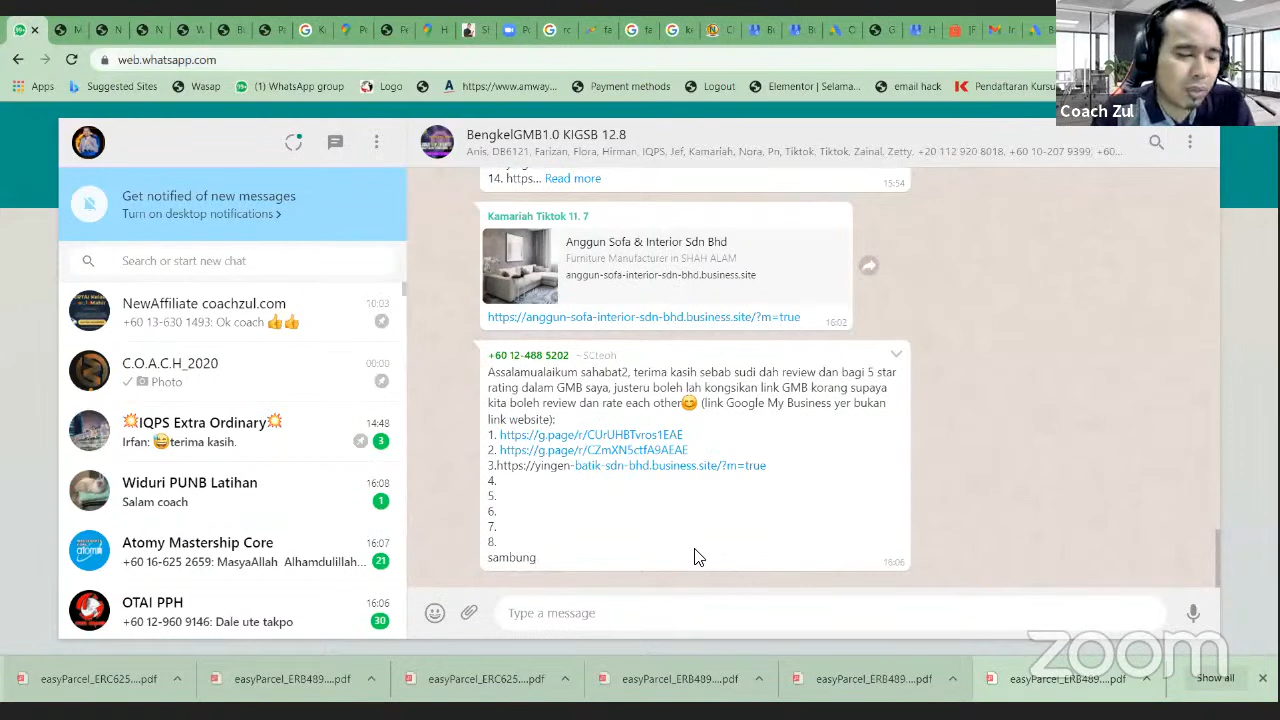 web.whatsapp.com
Apps
Suggested Sites
Wasap
(1) WhatsApp group
Logo
https://www.amway...
Payment methods
Logout
Elementor | Selama...
email hack
Pendaftaran Kursu
Coach Zul
BengkelGMB1.0 KIGSB 12.8
Anis, DB6121, Farizan, Flora, Hirman, IQPS, Jef, Kamariah, Nora, Pn, Tiktok, Tiktok, Zainal, Zetty, +20 112 920 8018, +60 10-207 9399, +60...
Get notified of new messages
Turn on desktop notifications
Search or start new chat
NewAffiliate coachzul.com
10:03
+60 13-630 1493: Ok coach 👍👍
C.O.A.C.H_2020
00:00
Photo
💥IQPS Extra Ordinary💥
14:48
Irfan: 😅terima kasih.
3
Widuri PUNB Latihan
16:08
Salam coach
1
Atomy Mastership Core
16:07
+60 16-625 2659: MasyaAllah Alhamdulillah...
21
OTAI PPH
16:06
+60 12-960 9146: Dale ute takpo
30
14. https... Read more
15:54
Kamariah Tiktok 11. 7
Anggun Sofa & Interior Sdn Bhd
Furniture Manufacturer in SHAH ALAM
anggun-sofa-interior-sdn-bhd.business.site
https://anggun-sofa-interior-sdn-bhd.business.site/?m=true
16:02
+60 12-488 5202 ~SCteoh
Assalamualaikum sahabat2, terima kasih sebab sudi dah review dan bagi 5 star
rating dalam GMB saya, justeru boleh lah kongsikan link GMB korang supaya
kita boleh review dan rate each other😊 (link Google My Business yer bukan
link website):
1. https://g.page/r/CUrUHBTvros1EAE
2. https://g.page/r/CZmXN5ctfA9AEAE
3.https://yingen-batik-sdn-bhd.business.site/?m=true
4.
5.
6.
7.
8.
sambung
16:06
Type a message
zoom
easyParcel_ERC625....pdf
easyParcel_ERB489....pdf
easyParcel_ERC625....pdf
easyParcel_ERB489....pdf
easyParcel_ERB489....pdf
easyParcel_ERB489....pdf
Show all